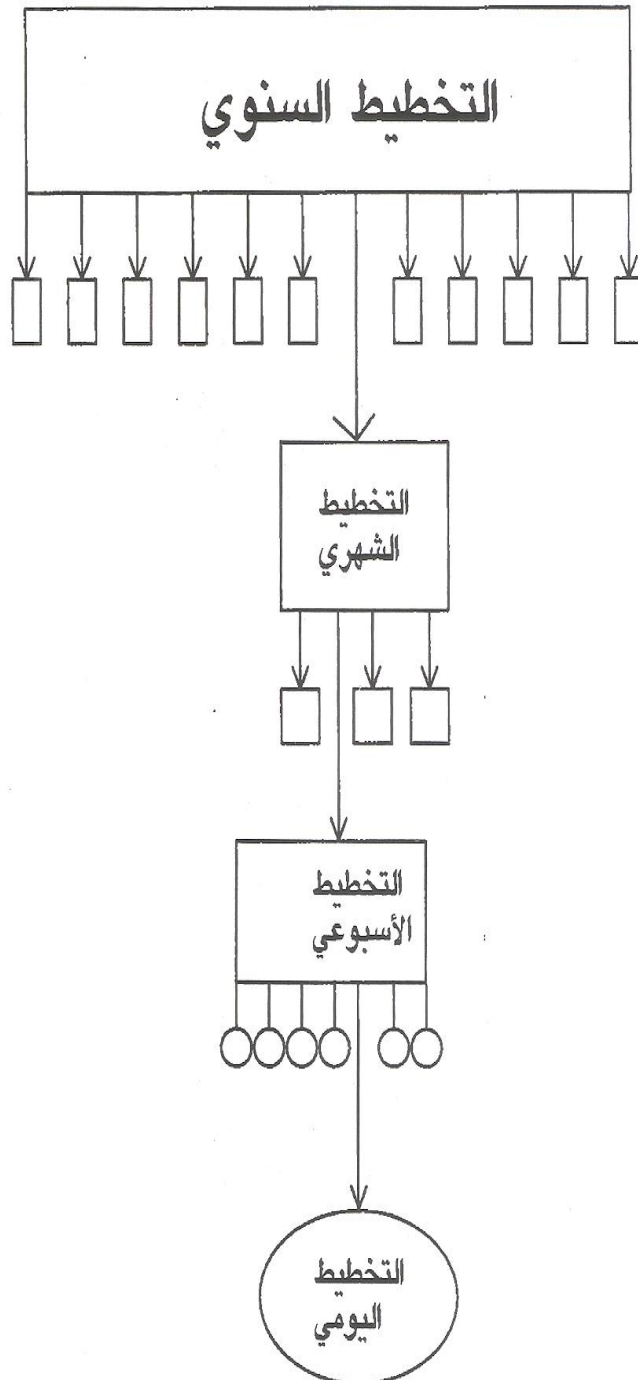 التخطيط السنوي
التخطيط
الشهري
التخطيط
الأسبوعي
التخطيط
اليومي